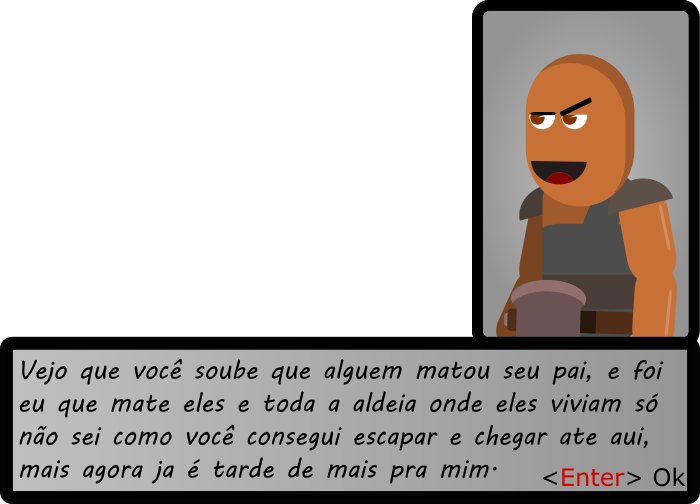 Vejo que você soube que alguem matou seu pai, e foi
eu que mate eles e toda a aldeia onde eles viviam só
não sei como você consegui escapar e chegar ate aui,
mais agora ja é tarde de mais pra mim.
<Enter> Ok